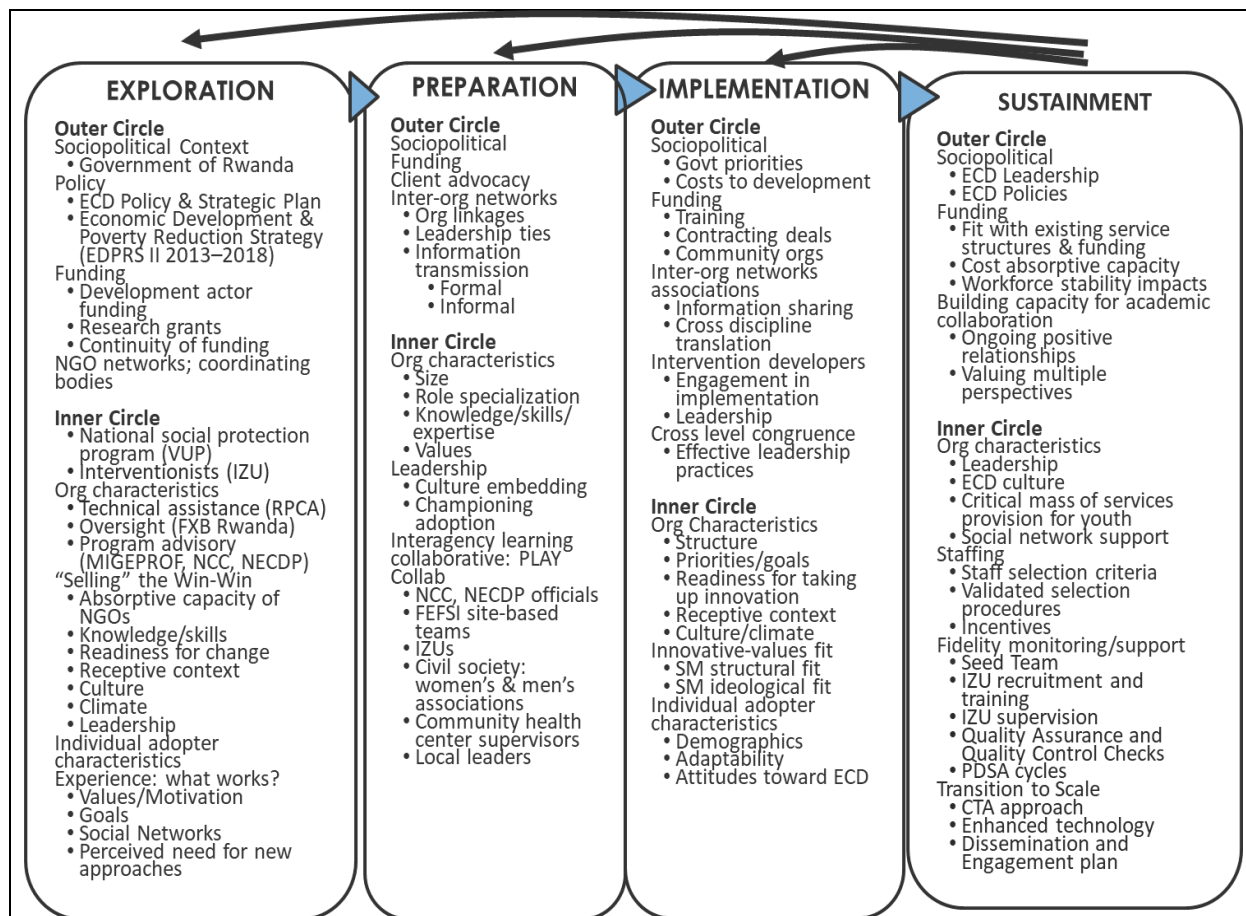 EXPLORATION
Outer Circle
Sociopolitical Context
• Government of Rwanda
Policy
• ECD Policy & Strategic Plan
• Economic Development &
Poverty Reduction Strategy
(EDPRS II 2013–2018)
Funding
• Development actor
funding
• Research grants
• Continuity of funding
NGO networks; coordinating
bodies
Inner Circle
• National social protection
program (VUP)
• Interventionists (IZU)
Org characteristics
• Technical assistance (RPCA)
• Oversight (FXB Rwanda)
• Program advisory
(MIGEPROF, NCC, NECDP)
“Selling” the Win-Win
• Absorptive capacity of
NGOs
• Knowledge/skills
• Readiness for change
• Receptive context
• Culture
• Climate
• Leadership
Individual adopter
characteristics
Experience: what works?
• Values/Motivation
• Goals
• Social Networks
• Perceived need for new
approaches
PREPARATION
Outer Circle
Sociopolitical
Funding
Client advocacy
Inter-org networks
• Org linkages
• Leadership ties
• Information
transmission
• Formal
• Informal
Inner Circle
Org characteristics
• Size
• Role specialization
• Knowledge/skills/
expertise
• Values
Leadership
• Culture embedding
• Championing
adoption
Interagency learning
collaborative: PLAY
Collab
• NCC, NECDP officials
• FEFSI site-based
teams
• IZUs
• Civil society:
women’s & men’s
associations
• Community health
center supervisors
• Local leaders
IMPLEMENTATION
Outer Circle
Sociopolitical
• Govt priorities
• Costs to development
Funding
• Training
• Contracting deals
• Community orgs
Inter-org networks
associations
• Information sharing
• Cross discipline
translation
Intervention developers
• Engagement in
implementation
• Leadership
Cross level congruence
• Effective leadership
practices
Inner Circle
Org Characteristics
• Structure
• Priorities/goals
• Readiness for taking
up innovation
• Receptive context
• Culture/climate
Innovative-values fit
• SM structural fit
• SM ideological fit
Individual adopter
characteristics
• Demographics
• Adaptability
• Attitudes toward ECD
SUSTAINMENT
Outer Circle
Sociopolitical
• ECD Leadership
• ECD Policies
Funding
• Fit with existing service
structures & funding
• Cost absorptive capacity
• Workforce stability impacts
Building capacity for academic
collaboration
• Ongoing positive
relationships
• Valuing multiple
perspectives
Inner Circle
Org characteristics
• Leadership
• ECD culture
• Critical mass of services
provision for youth
• Social network support
Staffing
• Staff selection criteria
• Validated selection
procedures
• Incentives
Fidelity monitoring/support
• Seed Team
• IZU recruitment and
training
• IZU supervision
• Quality Assurance and
Quality Control Checks
• PDSA cycles
Transition to Scale
• CTA approach
• Enhanced technology
• Dissemination and
Engagement plan